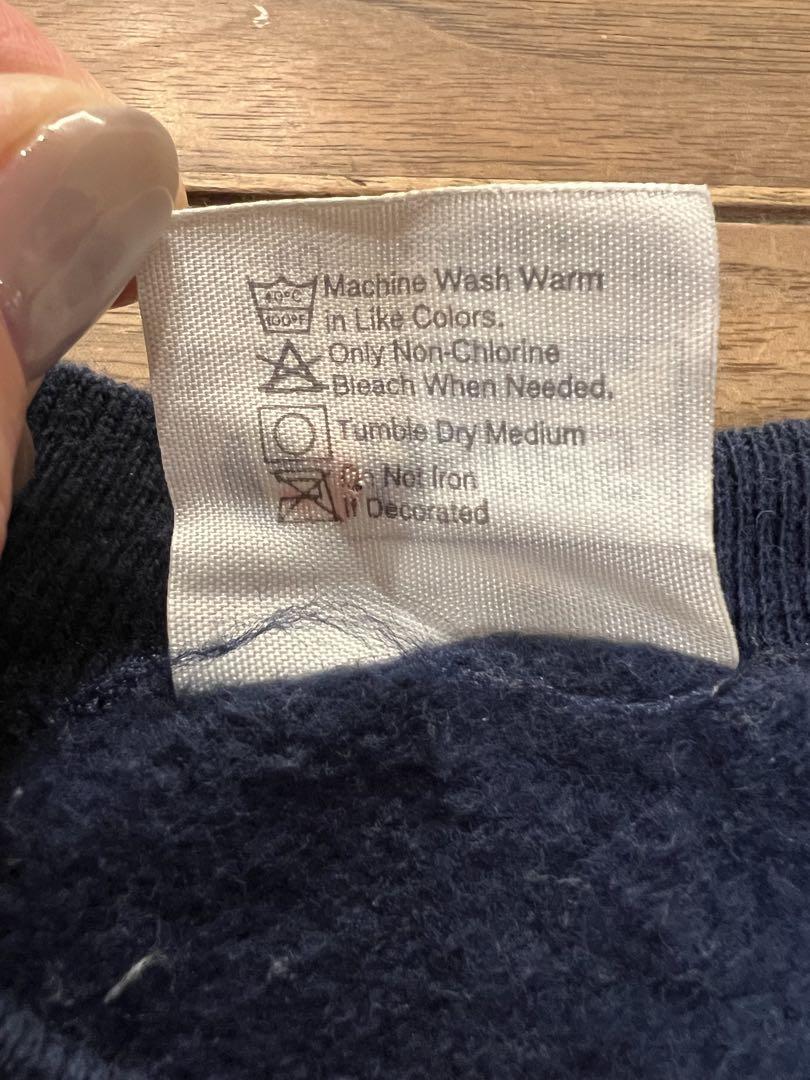 40°C Machine Wash Warm
100°F in Like Colors.
Only Non-Chlorine
Bleach When Needed.
Tumble Dry Medium
Do Not Iron
If Decorated